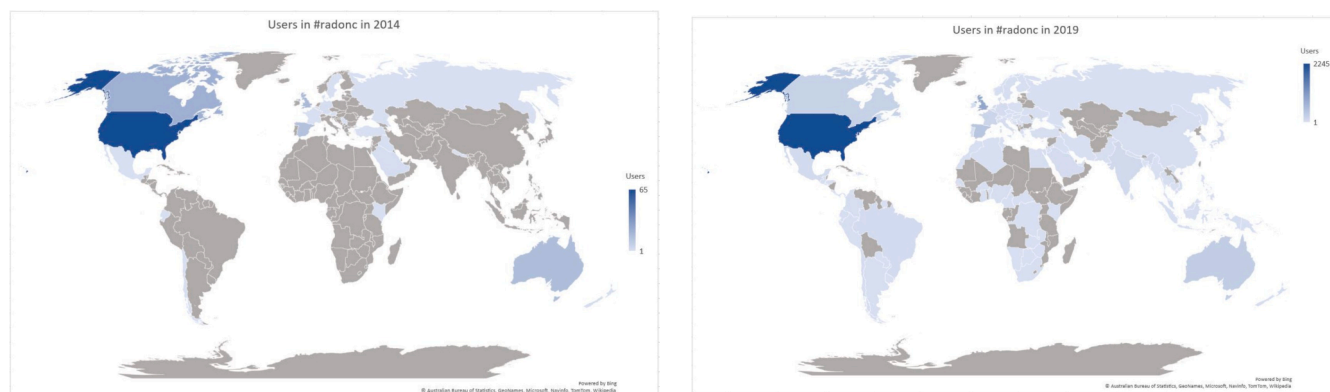 Users in #radonc in 2014
Users
65
1
Powered by Bing
© Australian Bureau of Statistics, GeoNames, Microsoft, Navinfo, TomTom, Wikipedia
Users in #radonc in 2019
Users
2245
1
Powered by Bing
© Australian Bureau of Statistics, GeoNames, Microsoft, Navinfo, TomTom, Wikipedia